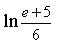 ln (e + 5)/6